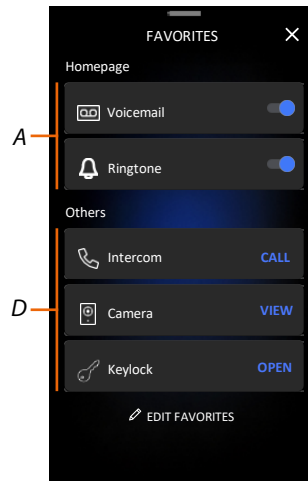 FAVORITES
Homepage
A
Voicemail
Ringtone
Others
Intercom CALL
D
Camera VIEW
Keylock OPEN
EDIT FAVORITES